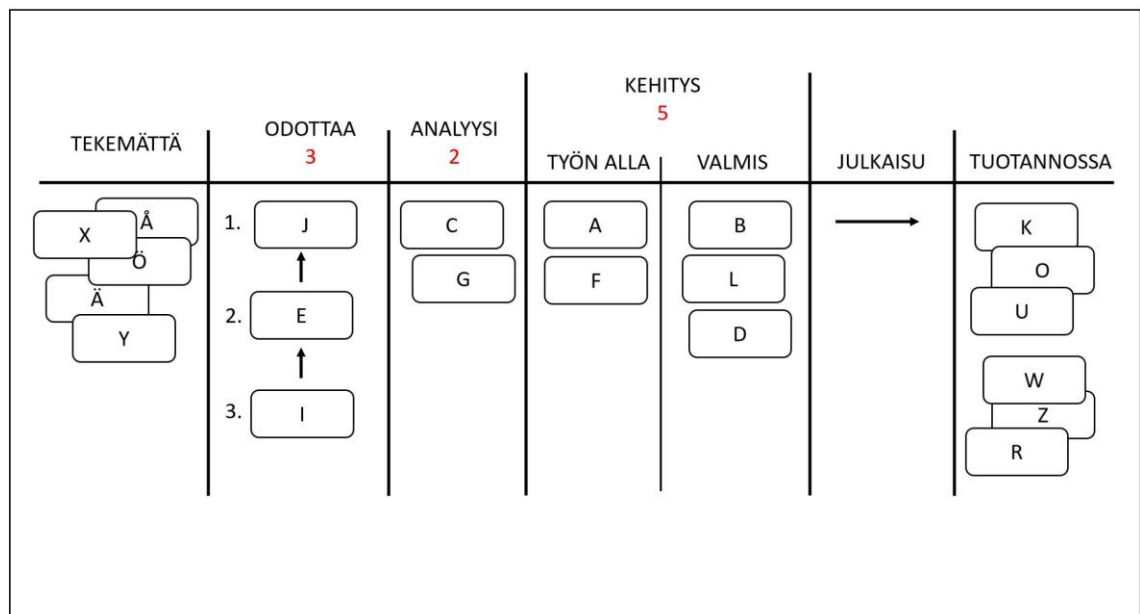 KEHITYS
5
TEKEMÄTTÄ
ODOTTAA
3
ANALYYSI
2
TYÖN ALLA
VALMIS
JULKAISU
TUOTANNOSSA
X
Å
Ö
Ä
Y
1.
J
2.
E
3.
I
C
G
A
F
B
L
D
K
O
U
W
Z
R